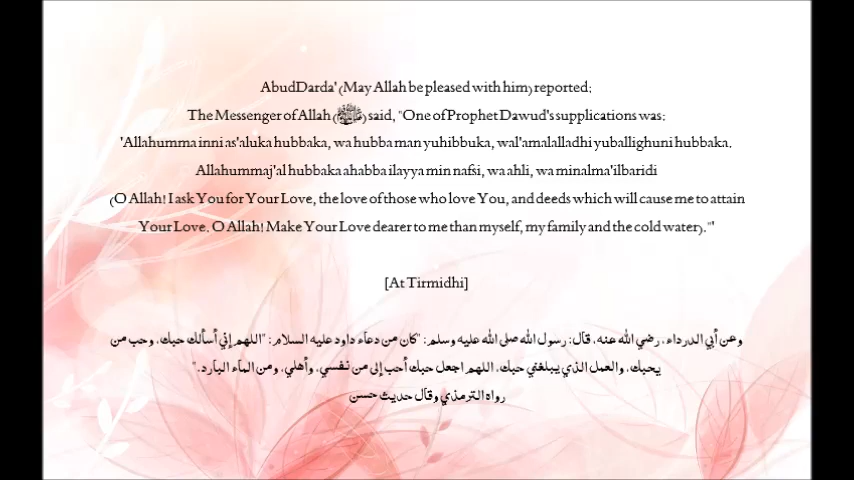 AbudDarda' (May Allah be pleased with him) reported:
The Messenger of Allah (ﷺ) said, "One of Prophet Dawud's supplications was:
'Allahumma inni as'aluka hubbaka, wa hubba man yuhibbuka, wal'amalalladhi yuballighuni hubbaka.
Allahummaj'al hubbaka ahabba ilayya min nafsi, wa ahli, wa minalma'ilbaridi
(O Allah! I ask You for Your Love, the love of those who love You, and deeds which will cause me to attain
Your Love. O Allah! Make Your Love dearer to me than myself, my family and the cold water)."'
[At Tirmidhi]
وعن أبي الدرداء، رضي الله عنه، قال: رسول الله صلى الله عليه وسلم: "كان من دعاء داود عليه السلام: "اللهم إني أسألك حبك، وحب من
يحبك، والعمل الذي يبلغني حبك، اللهم اجعل حبك أحب إلى من نفسي، وأهلي، ومن الماء البارد."
رواه الترمذي وقال حديث حسن